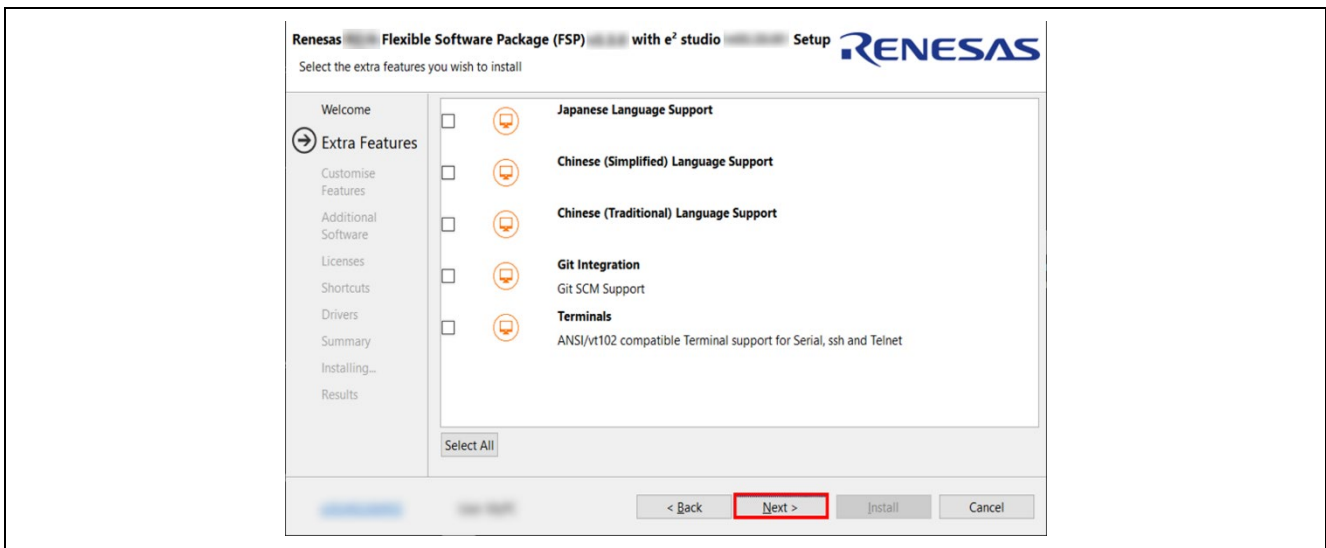 Renesas Flexible Software Package (FSP) with e² studio Setup
RENESAS
Select the extra features you wish to install
Welcome
Extra Features
Customise
Features
Additional
Software
Licenses
Shortcuts
Drivers
Summary
Installing...
Results
Japanese Language Support
Chinese (Simplified) Language Support
Chinese (Traditional) Language Support
Git Integration
Git SCM Support
Terminals
ANSI/vt102 compatible Terminal support for Serial, ssh and Telnet
Select All
< Back Next > Install Cancel